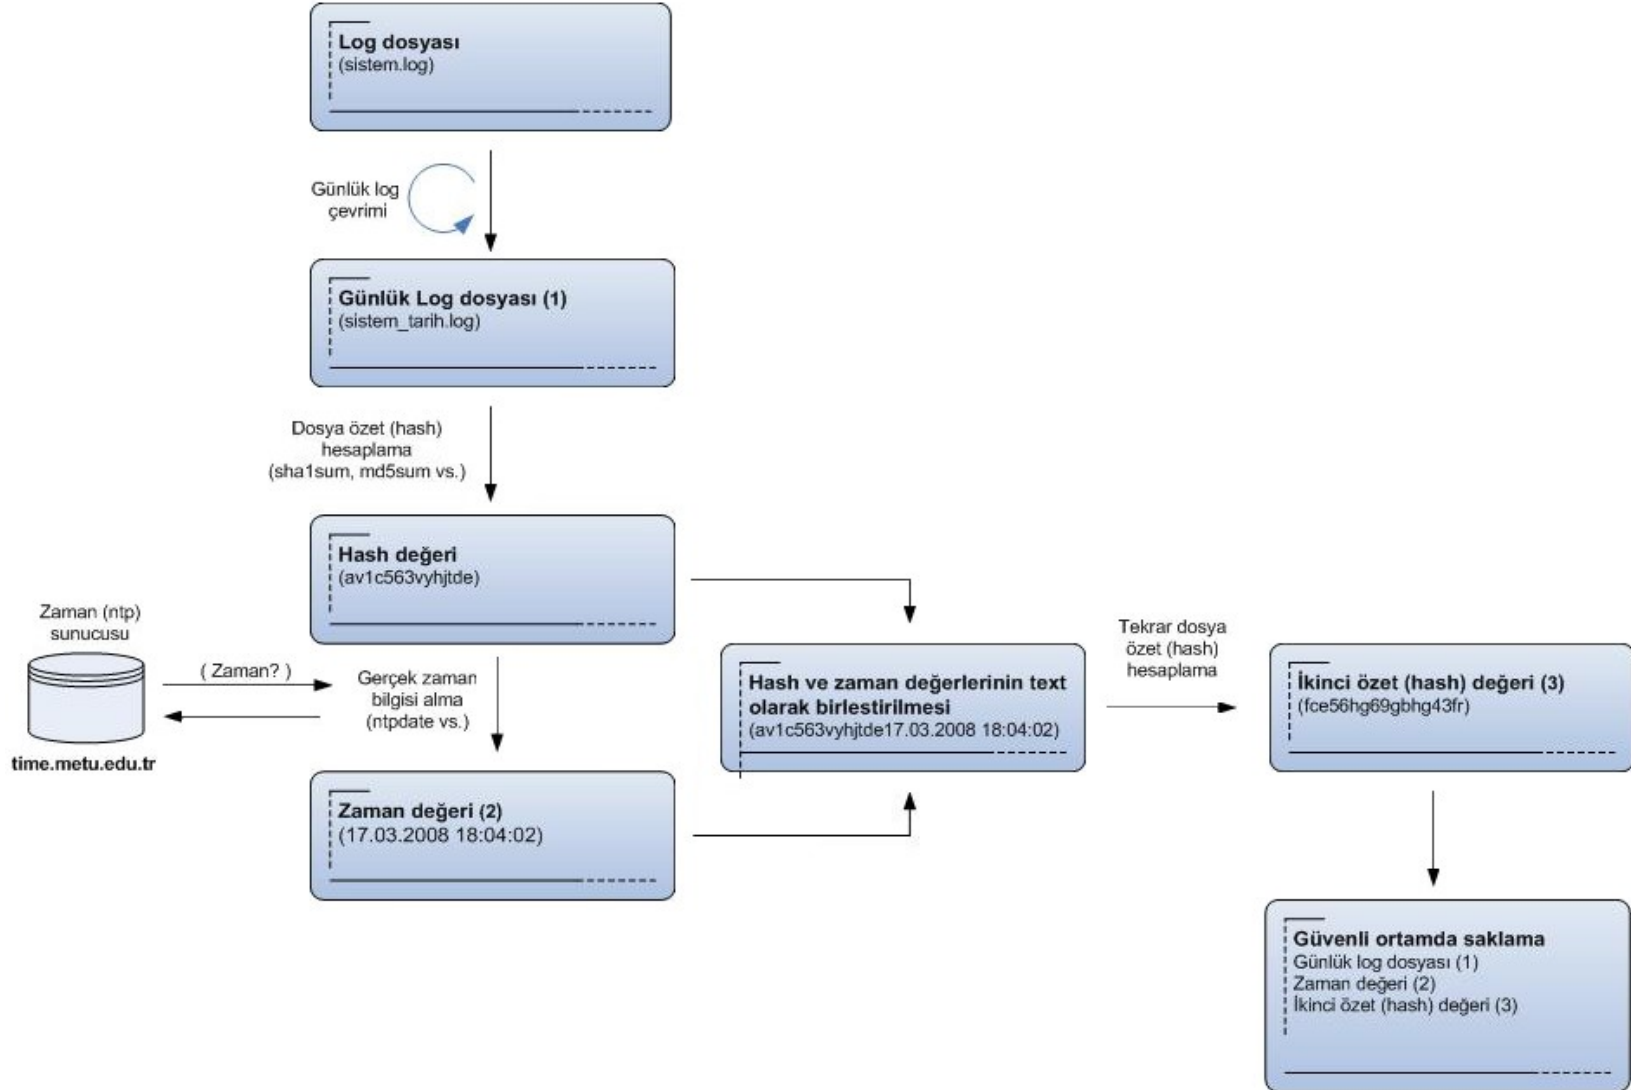 Log dosyası
(sistem.log)
Günlük log
çevrimi
Günlük Log dosyası (1)
(sistem_tarih.log)
Dosya özet (hash)
hesaplama
(sha1sum, md5sum vs.)
Hash değeri
(av1c563vyhjtde)
Zaman (ntp)
sunucusu
( Zaman? )
time.metu.edu.tr
Gerçek zaman
bilgisi alma
(ntpdate vs.)
Zaman değeri (2)
(17.03.2008 18:04:02)
Hash ve zaman değerlerinin text
olarak birlestirilmesi
(av1c563vyhjtde17.03.2008 18:04:02)
Tekrar dosya
özet (hash)
hesaplama
İkinci özet (hash) değeri (3)
(fce56hg69gbhg43fr)
Güvenli ortamda saklama
Günlük log dosyası (1)
Zaman değeri (2)
İkinci özet (hash) değeri (3)